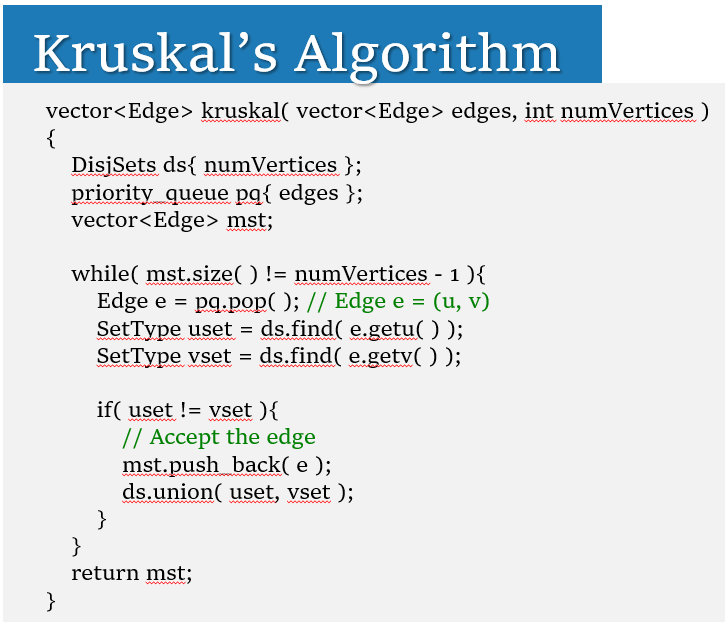 Kruskal’s Algorithm
vector<Edge> kruskal( vector<Edge> edges, int numVertices )
{
DisjSets ds{ numVertices };
priority_queue pq{ edges };
vector<Edge> mst;
while( mst.size( ) != numVertices - 1 ){
Edge e = pq.pop( ); // Edge e = (u, v)
SetType uset = ds.find( e.getu( ) );
SetType vset = ds.find( e.getv( ) );
if( uset != vset ){
// Accept the edge
mst.push_back( e );
ds.union( uset, vset );
}
}
return mst;
}